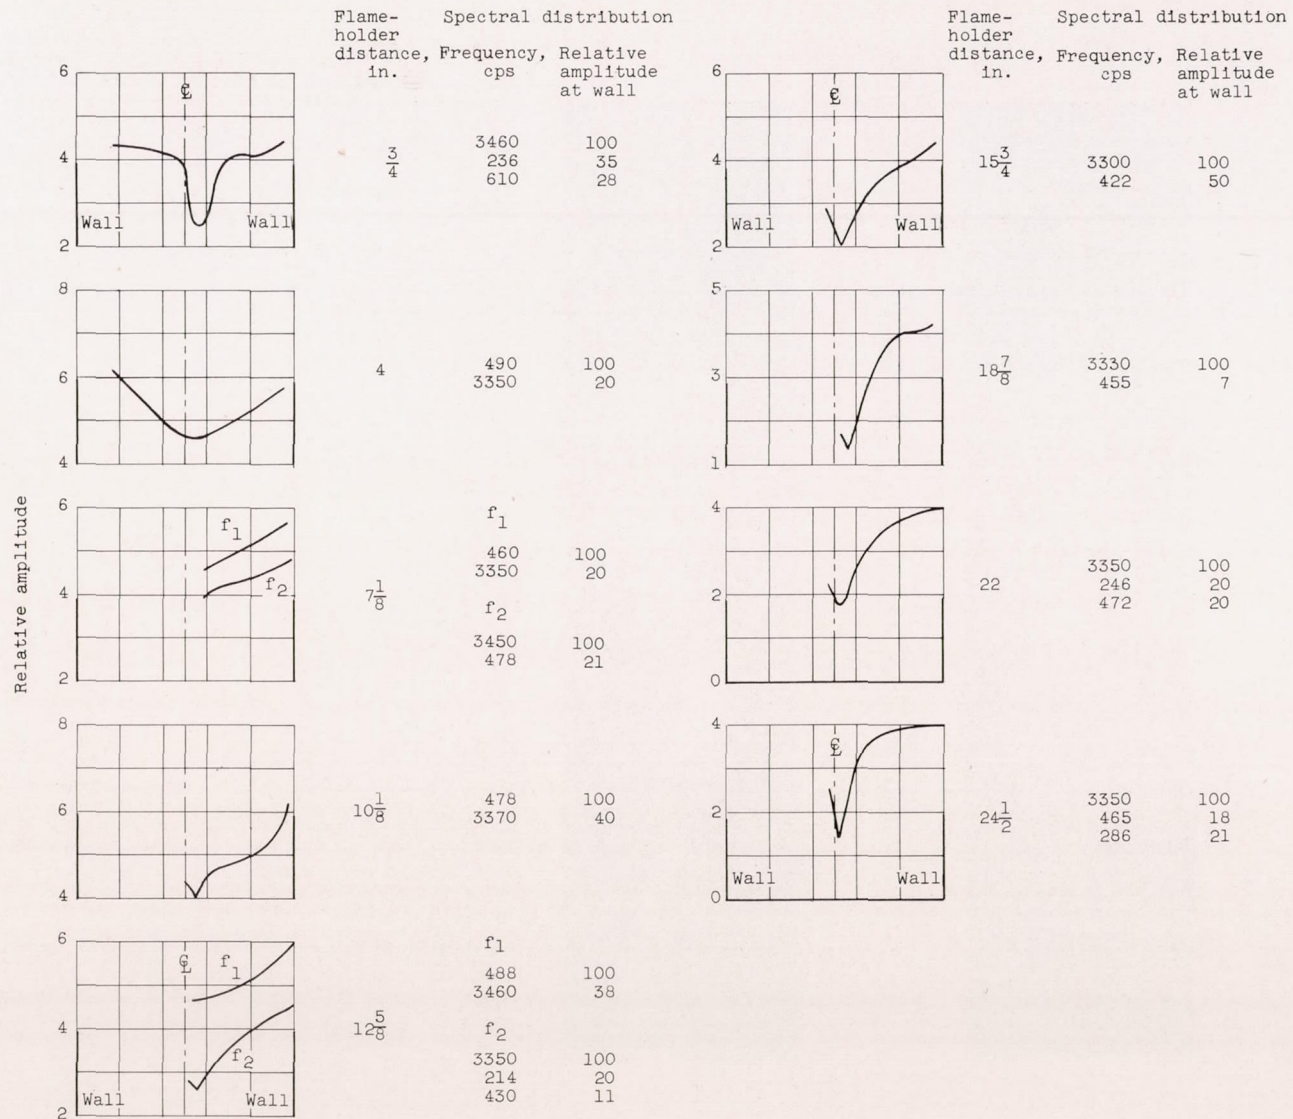 Relative amplitude
Flame-
holder
distance,
in.
Spectral distribution
Frequency,
cps
Relative
amplitude
at wall
6
4
2
℄
Wall
Wall
3/4
3460 100
236 35
610 28
8
6
4
4
490 100
3350 20
6
4
2
f1
f2
7 1/8
f1
460 100
3350 20
f2
3450 100
478 21
8
6
4
10 1/8
478 100
3370 40
6
4
2
℄
f1
f2
Wall
Wall
12 5/8
f1
488 100
3460 38
f2
3350 100
214 20
430 11
Flame-
holder
distance,
in.
Spectral distribution
Frequency,
cps
Relative
amplitude
at wall
6
4
2
℄
Wall
Wall
15 3/4
3300 100
422 50
5
3
1
18 7/8
3330 100
455 7
4
2
0
22
3350 100
246 20
472 20
4
2
0
℄
Wall
Wall
24 1/2
3350 100
465 18
286 21